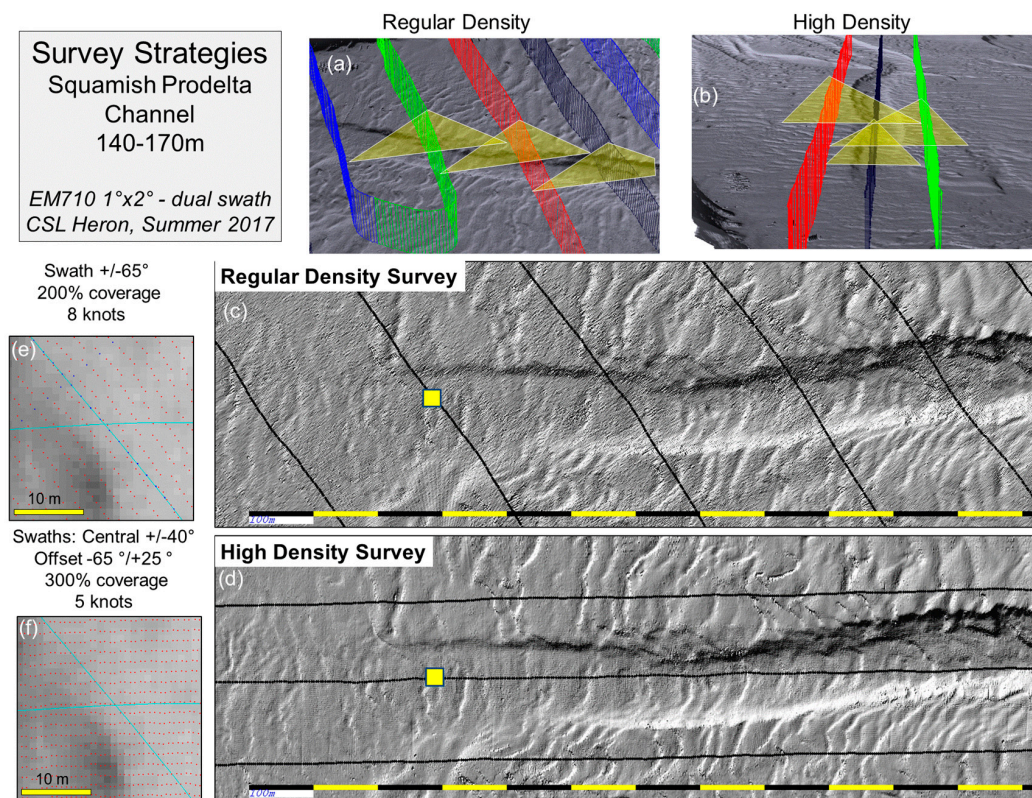 Survey Strategies
Squamish Prodelta
Channel
140-170m
EM710 1°x2° - dual swath
CSL Heron, Summer 2017
Regular Density
(a)
High Density
(b)
Swath +/-65°
200% coverage
8 knots
(e)
10 m
Regular Density Survey
(c)
100m
Swaths: Central +/-40°
Offset -65 °/+25 °
300% coverage
5 knots
(f)
10 m
High Density Survey
(d)
100m